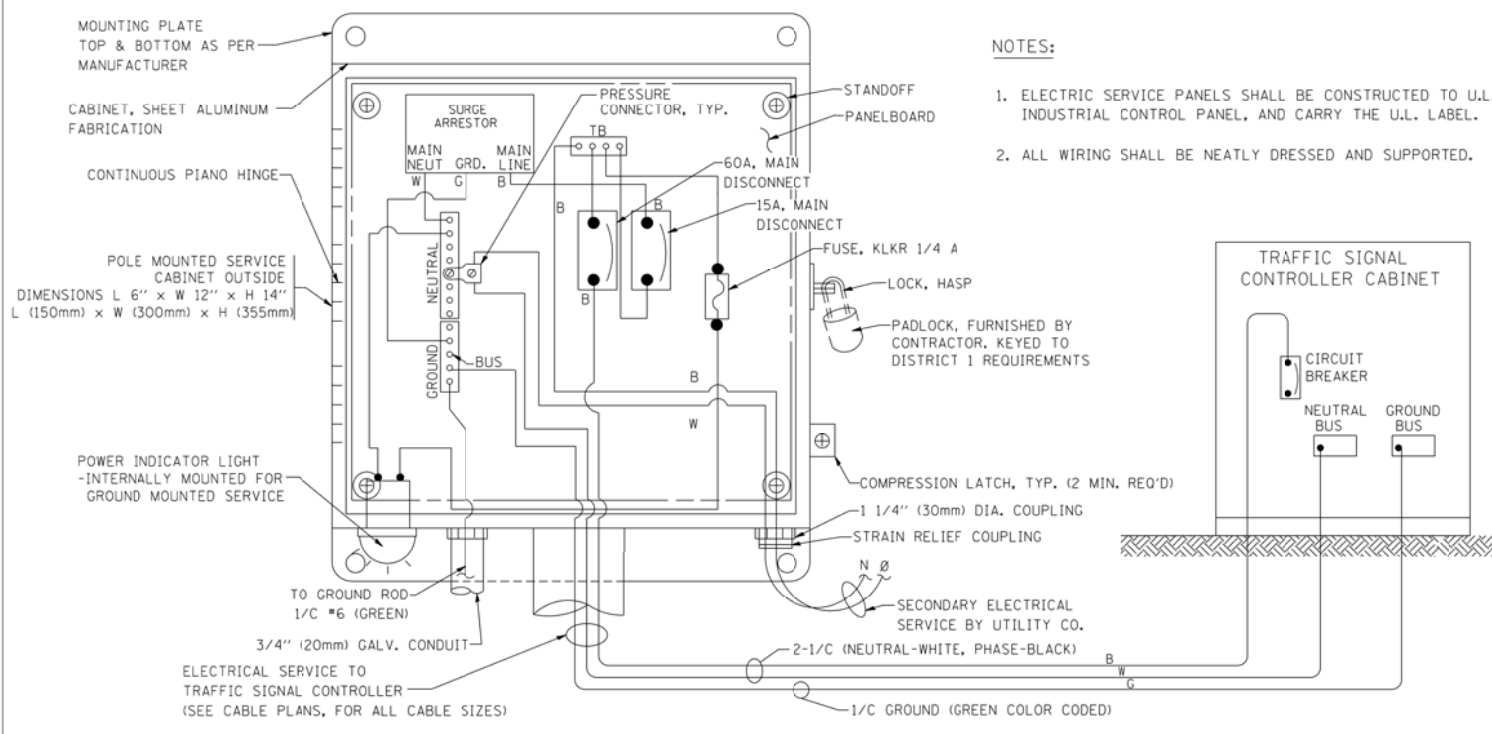 MOUNTING PLATE
TOP & BOTTOM AS PER
MANUFACTURER
CABINET, SHEET ALUMINUM
FABRICATION
CONTINUOUS PIANO HINGE
POLE MOUNTED SERVICE
CABINET OUTSIDE
DIMENSIONS L 6" x W 12" x H 14"
L (150mm) x W (300mm) x H (355mm)
POWER INDICATOR LIGHT
-INTERNALLY MOUNTED FOR
GROUND MOUNTED SERVICE
SURGE
ARRESTOR
MAIN
NEUT
GRD.
MAIN
LINE
W
G
B
PRESSURE
CONNECTOR, TYP.
TB
STANDOFF
PANELBOARD
60A, MAIN
DISCONNECT
B
B
15A, MAIN
DISCONNECT
B
FUSE, KLKR 1/4 A
LOCK, HASP
PADLOCK, FURNISHED BY
CONTRACTOR. KEYED TO
DISTRICT 1 REQUIREMENTS
NEUTRAL
GROUND
BUS
B
W
COMPRESSION LATCH, TYP. (2 MIN. REQ'D)
1 1/4" (30mm) DIA. COUPLING
STRAIN RELIEF COUPLING
N Ø
SECONDARY ELECTRICAL
SERVICE BY UTILITY CO.
TO GROUND ROD
1/C #6 (GREEN)
3/4" (20mm) GALV. CONDUIT
ELECTRICAL SERVICE TO
TRAFFIC SIGNAL CONTROLLER
(SEE CABLE PLANS, FOR ALL CABLE SIZES)
2-1/C (NEUTRAL-WHITE, PHASE-BLACK)
B
W
G
1/C GROUND (GREEN COLOR CODED)
NOTES:
1. ELECTRIC SERVICE PANELS SHALL BE CONSTRUCTED TO U.L.
INDUSTRIAL CONTROL PANEL, AND CARRY THE U.L. LABEL.
2. ALL WIRING SHALL BE NEATLY DRESSED AND SUPPORTED.
TRAFFIC SIGNAL
CONTROLLER CABINET
CIRCUIT
BREAKER
NEUTRAL
BUS
GROUND
BUS